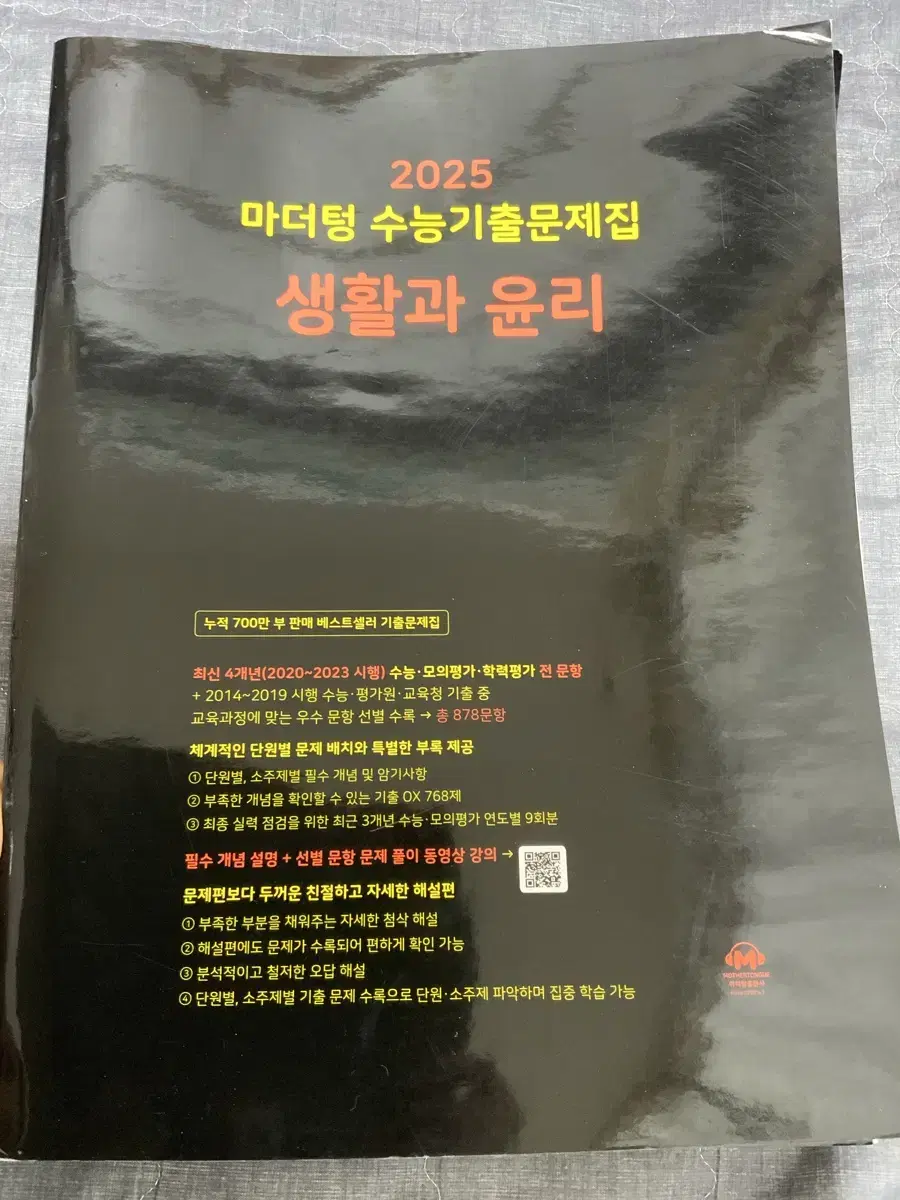 2025
마더텅 수능기출문제집
생활과 윤리
누적 700만 부 판매 베스트셀러 기출문제집
최신 4개년(2020~2023 시행) 수능·모의평가·학력평가 전 문항
+ 2014~2019 시행 수능·평가원·교육청 기출 중
교육과정에 맞는 우수 문항 선별 수록 → 총 878문항
체계적인 단원별 문제 배치와 특별한 부록 제공
① 단원별, 소주제별 필수 개념 및 암기사항
② 부족한 개념을 확인할 수 있는 기출 OX 768제
③ 최종 실력 점검을 위한 최근 3개년 수능·모의평가 연도별 9회분
필수 개념 설명 + 선별 문항 문제 풀이 동영상 강의 →
문제편보다 두꺼운 친절하고 자세한 해설편
① 부족한 부분을 채워주는 자세한 첨삭 해설
② 해설편에도 문제가 수록되어 편하게 확인 가능
③ 분석적이고 철저한 오답 해설
④ 단원별, 소주제별 기출 문제 수록으로 단원·소주제 파악하며 집중 학습 가능
M
MOTHERTONGUE
마더텅출판사